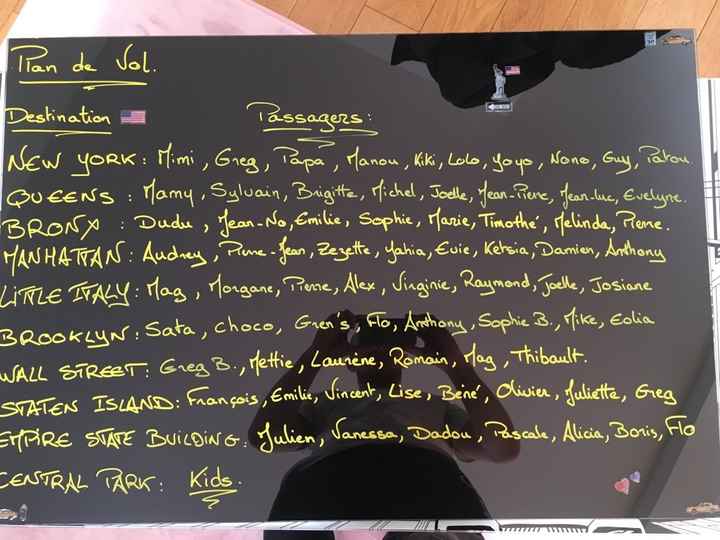 Plan de Vol.
Destination
Passagers:
NEW YORK : Mimi, Greg, Papa, Manou, Kiki, Lolo, Yoyo, Nono, Guy, Patou
QUEENS : Mamy, Sylvain, Brigitte, Michel, Joelle, Jean-Pierre, Jean-luc, Evelyne.
BRONX : Dudu, Jean-No, Emilie, Sophie, Marie, Timothé, Melinda, Pierre.
MANHATTAN : Audrey, Pierre-Jean, Zezette, Yahia, Evie, Ketsia, Damien, Anthony
LITTLE ITALY : Mag, Morgane, Pierre, Alex, Virginie, Raymond, Joelle, Josiane
BROOKLYN : Sata, Choco, Gren's, Flo, Anthony, Sophie B., Mike, Eolia
WALL STREET : Greg B., Mettie, Laurène, Romain, Mag, Thibault.
STATEN ISLAND : François, Emilie, Vincent, Lise, Béné, Olivier, Juliette, Greg
EMPIRE STATE BUILDING : Julien, Vanessa, Dadou, Pascale, Alicia, Boris, Flo
CENTRAL PARK : Kids.